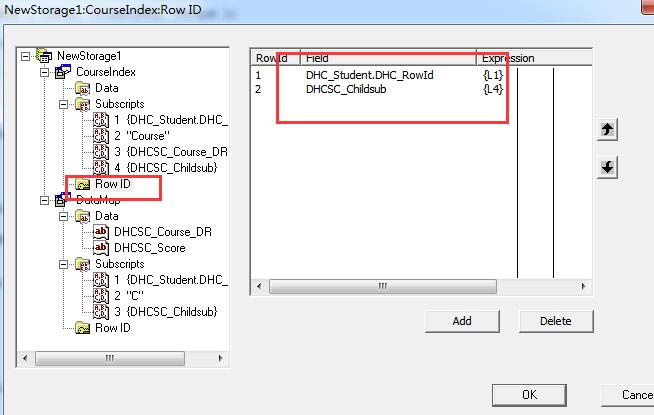 NewStorage1:CourseIndex:Row ID
NewStorage1
CourseIndex
Data
Subscripts
1 {DHC_Student.DHC_
2 "Course"
3 {DHCSC_Course_DR
4 {DHCSC_Childsub}
Row ID
DataMap
Data
DHCSC_Course_DR
DHCSC_Score
Subscripts
1 {DHC_Student.DHC_
2 "C"
3 {DHCSC_Childsub}
Row ID
RowId Field Expression
1 DHC_Student.DHC_RowId {L1}
2 DHCSC_Childsub {L4}
Add Delete
OK Cance